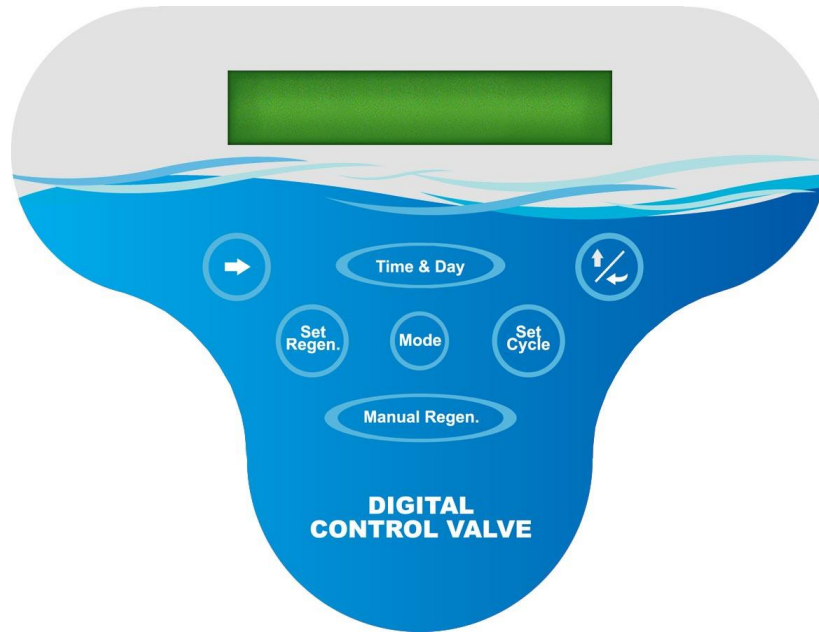 Time & Day
Set
Regen.
Mode
Set
Cycle
Manual Regen.
DIGITAL
CONTROL VALVE